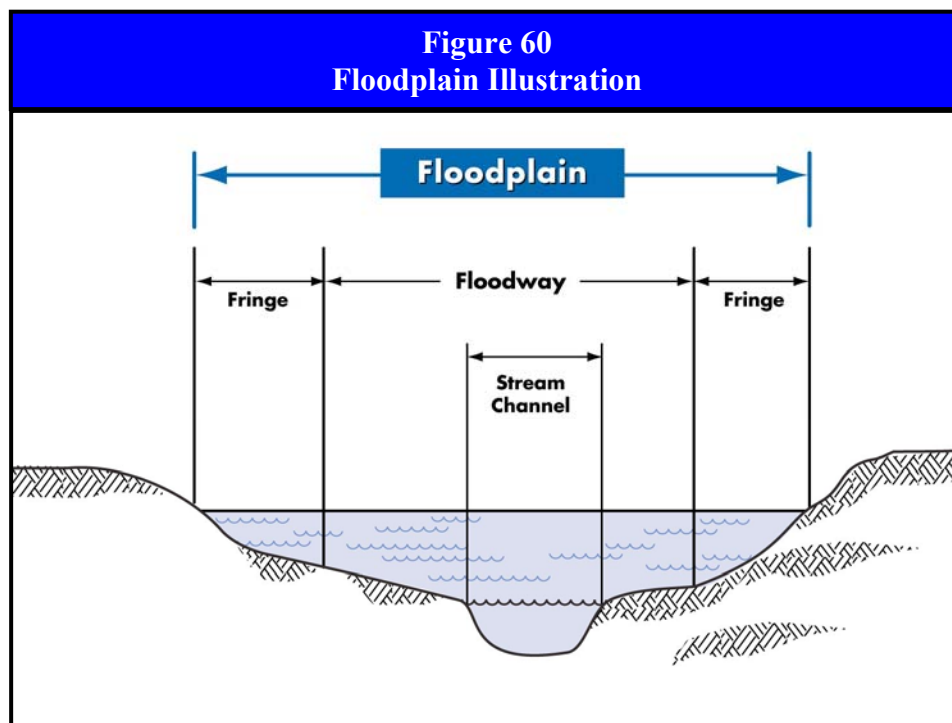 Figure 60
Floodplain Illustration
Floodplain
Fringe
Floodway
Fringe
Stream
Channel